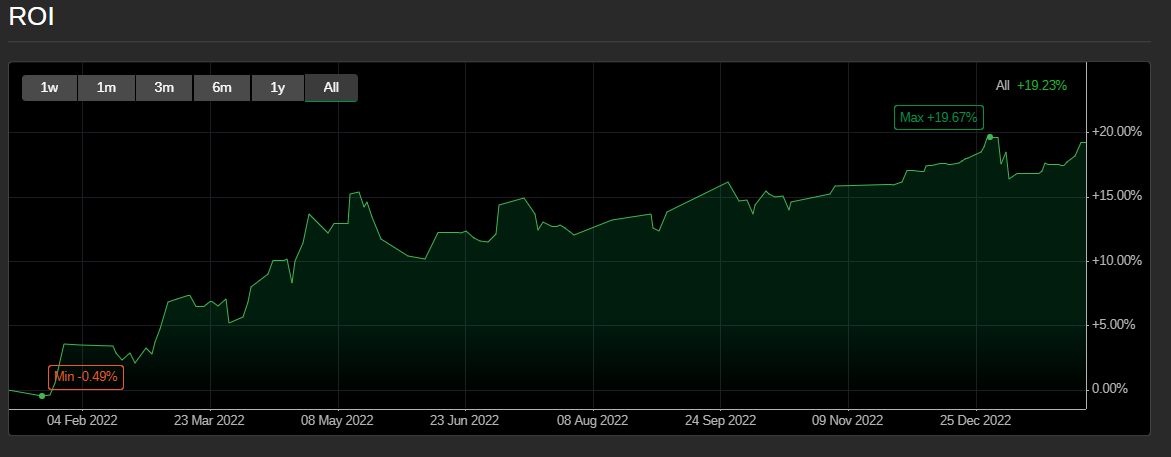 ROI
1w 1m 3m 6m 1y All
All +19.23%
Max +19.67%
+20.00%
+15.00%
+10.00%
+5.00%
Min -0.49%
0.00%
04 Feb 2022 23 Mar 2022 08 May 2022 23 Jun 2022 08 Aug 2022 24 Sep 2022 09 Nov 2022 25 Dec 2022